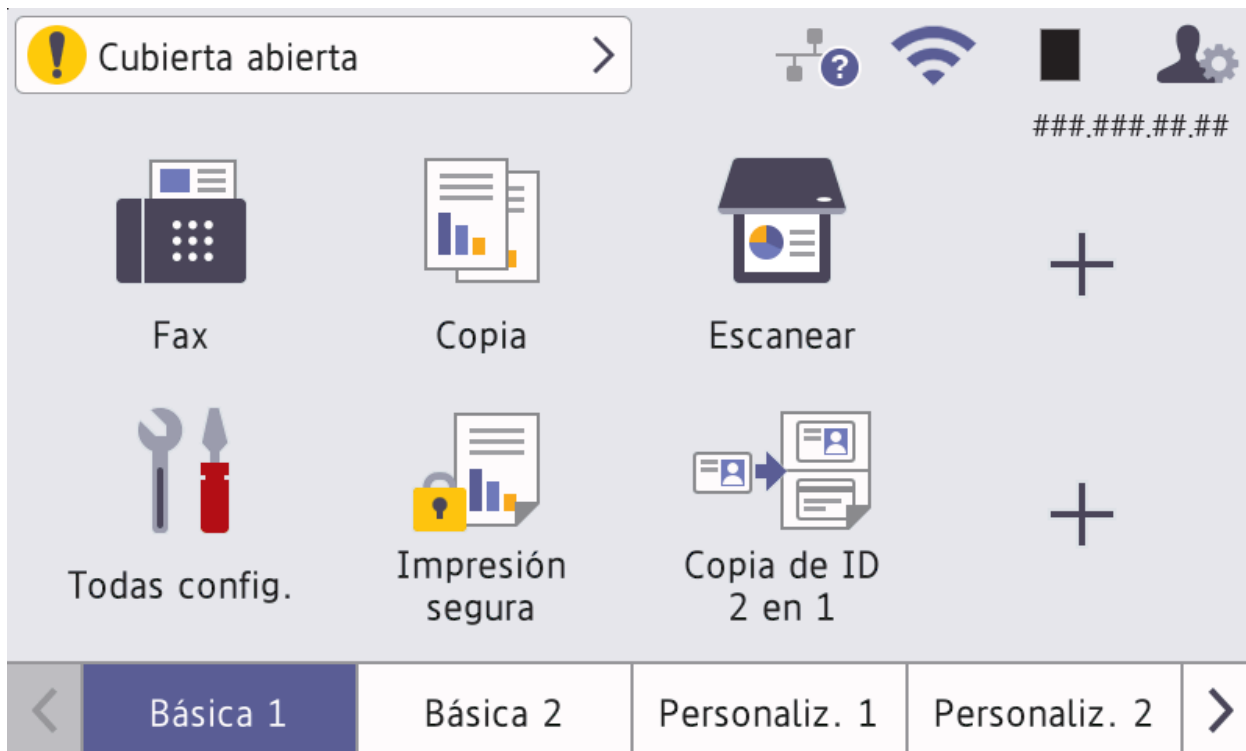 Cubierta abierta
###.###.##.##
Fax
Copia
Escanear
Todas config.
Impresión
segura
Copia de ID
2 en 1
Básica 1
Básica 2
Personaliz. 1
Personaliz. 2